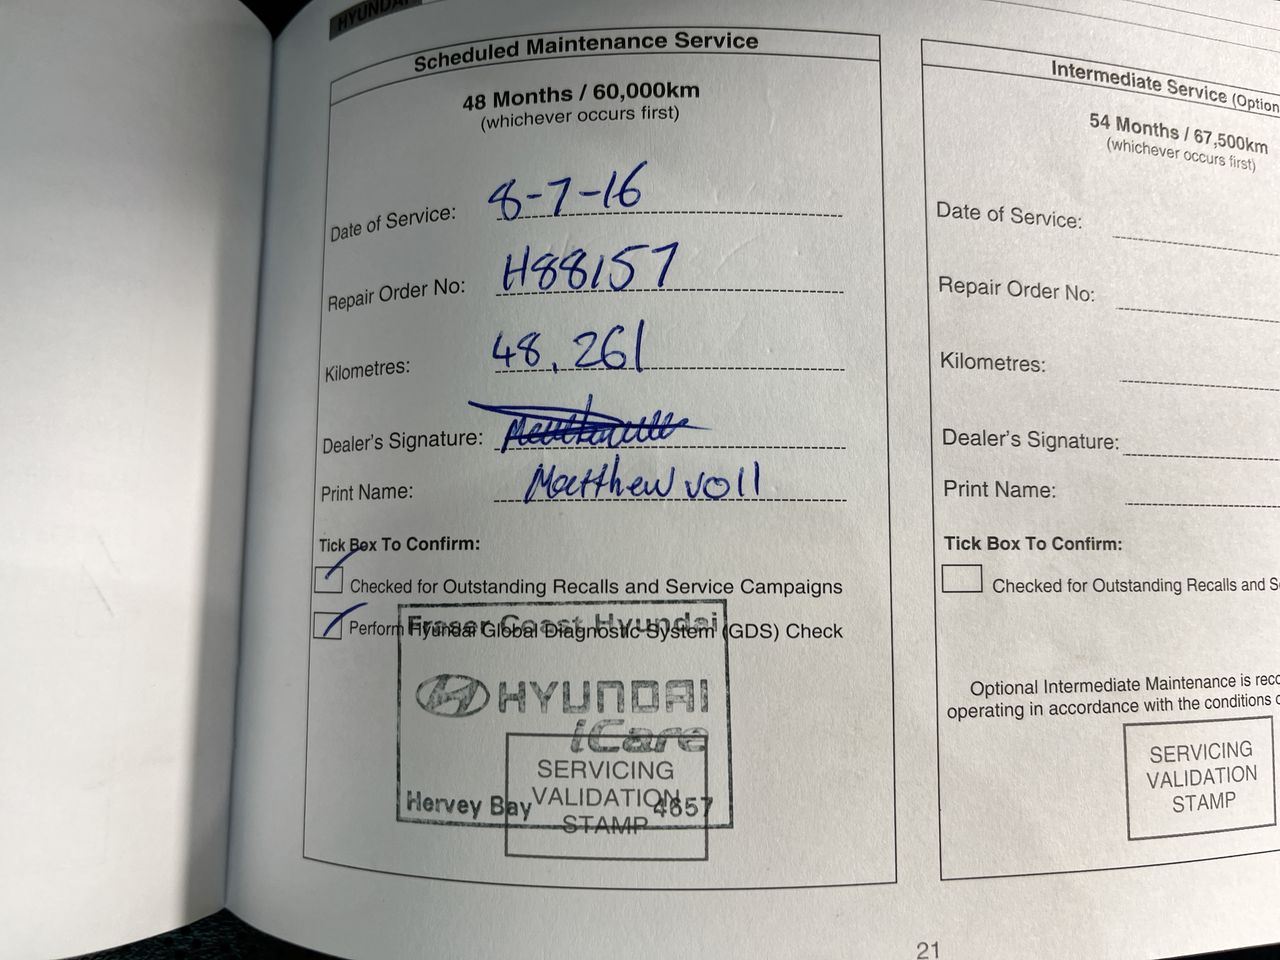 HYUNDAI
Scheduled Maintenance Service
48 Months / 60,000km
(whichever occurs first)
Date of Service: 8-7-16
Repair Order No: H88157
Kilometres: 48,261
Dealer's Signature:
Print Name: Matthew voll
Tick Box To Confirm:
Checked for Outstanding Recalls and Service Campaigns
Perform Hyundai Global Diagnostic System (GDS) Check
Fraser Coast Hyundai
HYUNDAI
iCare
Hervey Bay 4657
SERVICING
VALIDATION
STAMP
Intermediate Service (Option
54 Months / 67,500km
(whichever occurs first)
Date of Service:
Repair Order No:
Kilometres:
Dealer's Signature:
Print Name:
Tick Box To Confirm:
Checked for Outstanding Recalls and S
Optional Intermediate Maintenance is rec
operating in accordance with the conditions
SERVICING
VALIDATION
STAMP
21